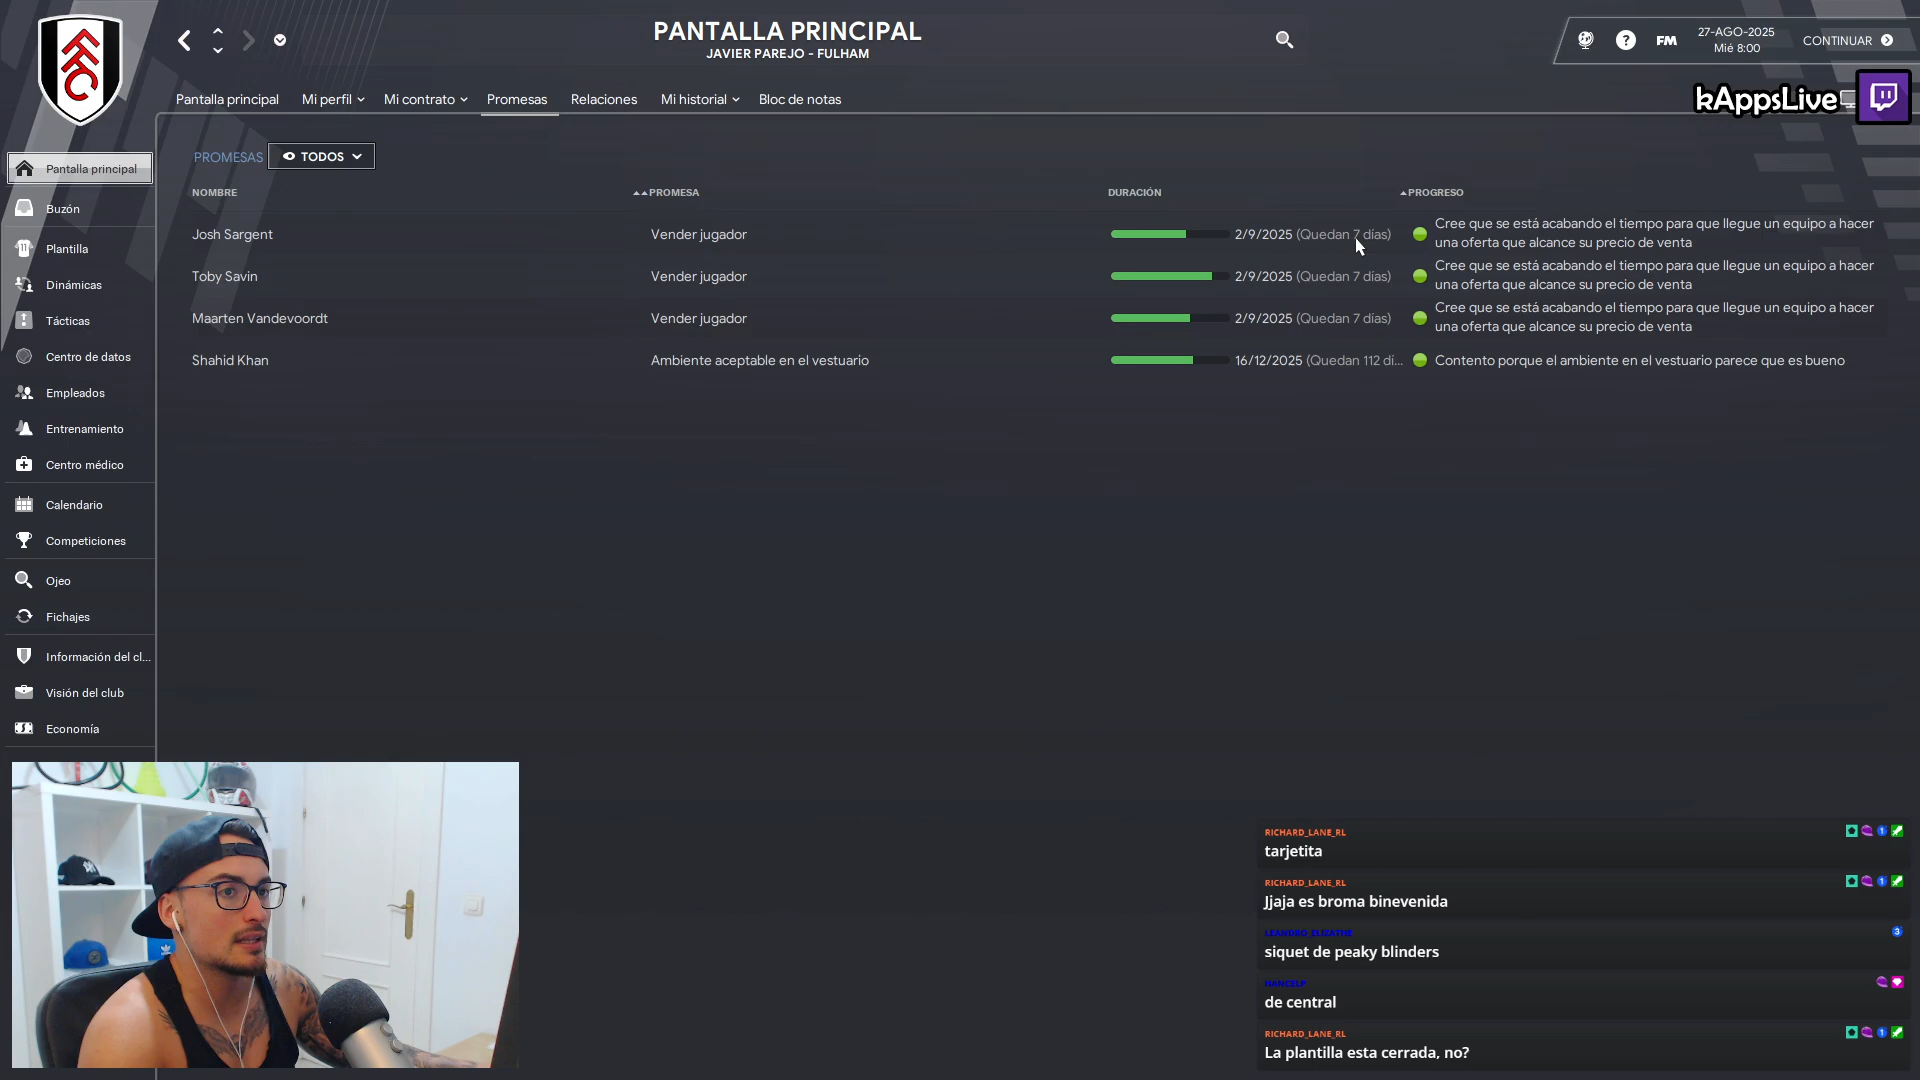 PANTALLA PRINCIPAL
JAVIER PAREJO - FULHAM
FFC
FM
27-AGO-2025
Mié 8:00
CONTINUAR
kAppsLive
Pantalla principal
Mi perfil
Mi contrato
Promesas
Relaciones
Mi historial
Bloc de notas
Pantalla principal
Buzón
Plantilla
Dinámicas
Tácticas
Centro de datos
Empleados
Entrenamiento
Centro médico
Calendario
Competiciones
Ojeo
Fichajes
Información del cl...
Visión del club
Economía
PROMESAS
TODOS
NOMBRE
PROMESA
DURACIÓN
PROGRESO
Josh Sargent
Vender jugador
2/9/2025 (Quedan 7 días)
Cree que se está acabando el tiempo para que llegue un equipo a hacer
una oferta que alcance su precio de venta
Toby Savin
Vender jugador
2/9/2025 (Quedan 7 días)
Cree que se está acabando el tiempo para que llegue un equipo a hacer
una oferta que alcance su precio de venta
Maarten Vandevoordt
Vender jugador
2/9/2025 (Quedan 7 días)
Cree que se está acabando el tiempo para que llegue un equipo a hacer
una oferta que alcance su precio de venta
Shahid Khan
Ambiente aceptable en el vestuario
16/12/2025 (Quedan 112 dí...
Contento porque el ambiente en el vestuario parece que es bueno
RICHARD_LANE_RL
tarjetita
RICHARD_LANE_RL
Jjaja es broma binevenida
LEANDRO_ELIZATHE
siquet de peaky blinders
de central
RICHARD_LANE_RL
La plantilla esta cerrada, no?